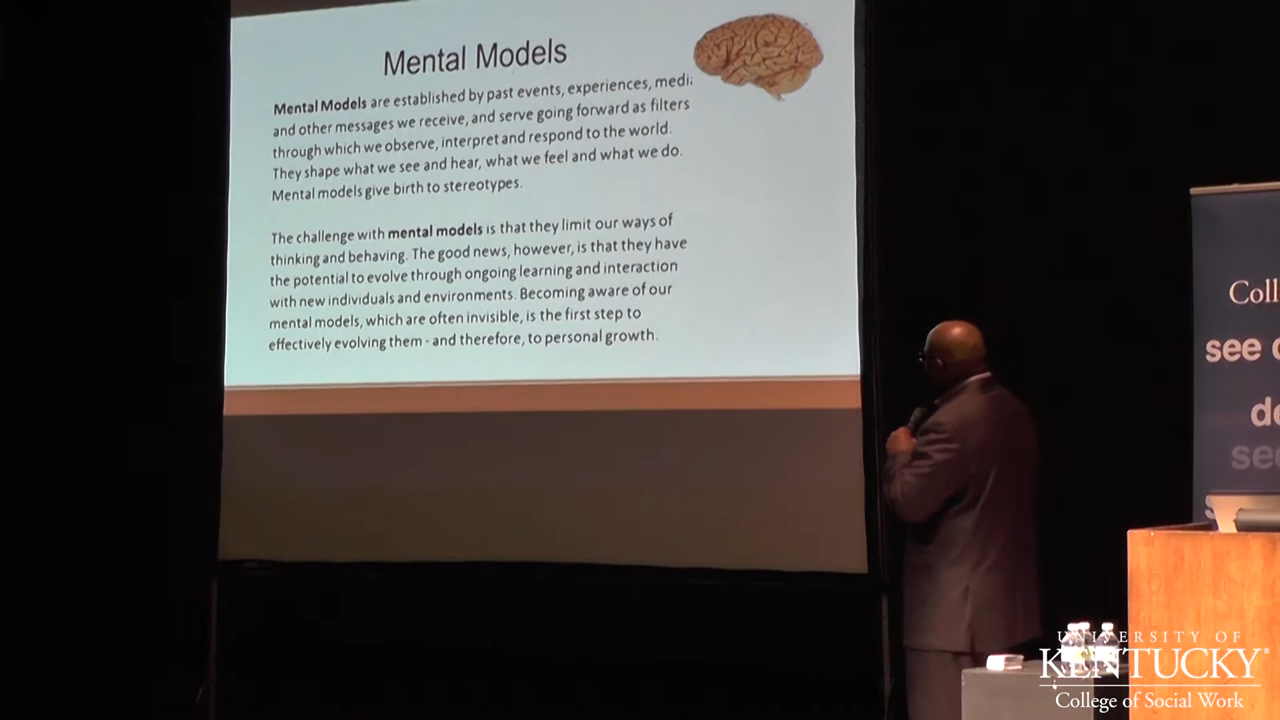 Mental Models
Mental Models are established by past events, experiences, medi
and other messages we receive, and serve going forward as filters
through which we observe, interpret and respond to the world.
They shape what we see and hear, what we feel and what we do.
Mental models give birth to stereotypes.
The challenge with mental models is that they limit our ways of
thinking and behaving. The good news, however, is that they have
the potential to evolve through ongoing learning and interaction
with new individuals and environments. Becoming aware of our
mental models, which are often invisible, is the first step to
effectively evolving them - and therefore, to personal growth.
Coll
see
de
see
UNIVERSITY OF
KENTUCKY®
College of Social Work